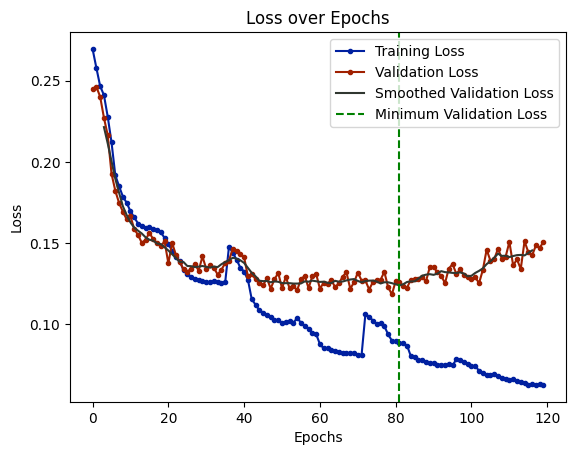 Loss over Epochs
Training Loss
Validation Loss
Smoothed Validation Loss
Minimum Validation Loss
Loss
0.25
0.20
0.15
0.10
0
20
40
60
80
100
120
Epochs